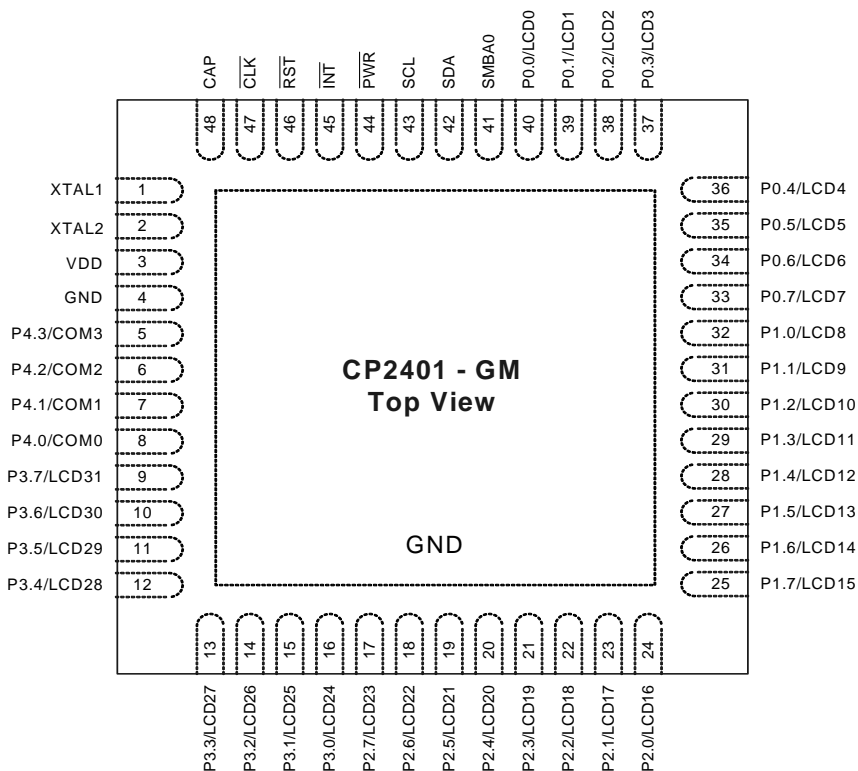 CAP
CLK
RST
INT
PWR
SCL
SDA
SMBA0
P0.0/LCD0
P0.1/LCD1
P0.2/LCD2
P0.3/LCD3
48
47
46
45
44
43
42
41
40
39
38
37
XTAL1 1
XTAL2 2
VDD 3
GND 4
P4.3/COM3 5
P4.2/COM2 6
P4.1/COM1 7
P4.0/COM0 8
P3.7/LCD31 9
P3.6/LCD30 10
P3.5/LCD29 11
P3.4/LCD28 12
CP2401 - GM
Top View
GND
36 P0.4/LCD4
35 P0.5/LCD5
34 P0.6/LCD6
33 P0.7/LCD7
32 P1.0/LCD8
31 P1.1/LCD9
30 P1.2/LCD10
29 P1.3/LCD11
28 P1.4/LCD12
27 P1.5/LCD13
26 P1.6/LCD14
25 P1.7/LCD15
13
14
15
16
17
18
19
20
21
22
23
24
P3.3/LCD27
P3.2/LCD26
P3.1/LCD25
P3.0/LCD24
P2.7/LCD23
P2.6/LCD22
P2.5/LCD21
P2.4/LCD20
P2.3/LCD19
P2.2/LCD18
P2.1/LCD17
P2.0/LCD16